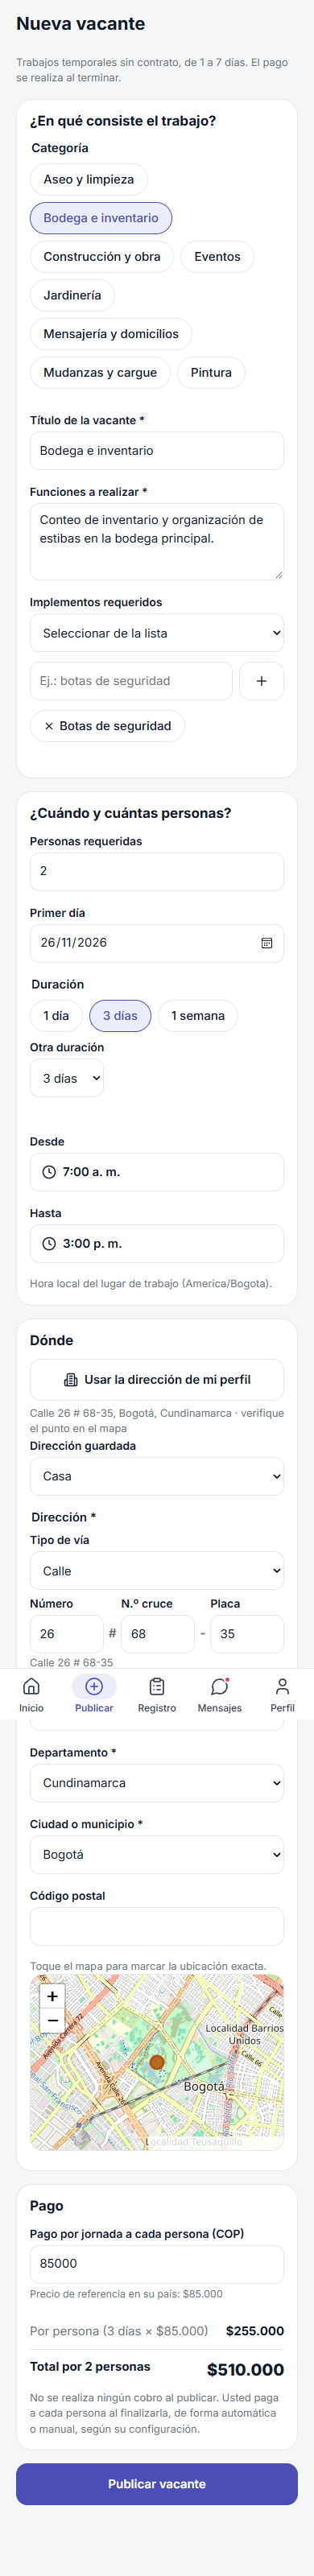 Nueva vacante
Trabajos temporales sin contrato, de 1 a 7 días. El pago
se realiza al terminar.
¿En qué consiste el trabajo?
Categoría
Aseo y limpieza
Bodega e inventario
Construcción y obra
Eventos
Jardinería
Mensajería y domicilios
Mudanzas y cargue
Pintura
Título de la vacante *
Bodega e inventario
Funciones a realizar *
Conteo de inventario y organización de
estibas en la bodega principal.
Implementos requeridos
Seleccionar de la lista
Ej.: botas de seguridad
+
× Botas de seguridad
¿Cuándo y cuántas personas?
Personas requeridas
2
Primer día
26/11/2026
Duración
1 día
3 días
1 semana
Otra duración
3 días
Desde
7:00 a. m.
Hasta
3:00 p. m.
Hora local del lugar de trabajo (America/Bogota).
Dónde
Usar la dirección de mi perfil
Calle 26 # 68-35, Bogotá, Cundinamarca · verifique
el punto en el mapa
Dirección guardada
Casa
Dirección *
Tipo de vía
Calle
Número
N.º cruce
Placa
26 # 68 - 35
Calle 26 # 68-35
Inicio
Publicar
Registro
Mensajes
Perfil
Departamento *
Cundinamarca
Ciudad o municipio *
Bogotá
Código postal
Toque el mapa para marcar la ubicación exacta.
+
−
Calle
Localidad Barrios
Unidos
Calle 66
Bogotá
Localidad Teusaquillo
Pago
Pago por jornada a cada persona (COP)
85000
Precio de referencia en su país: $85.000
Por persona (3 días × $85.000) $255.000
Total por 2 personas $510.000
No se realiza ningún cobro al publicar. Usted paga
a cada persona al finalizarla, de forma automática
o manual, según su configuración.
Publicar vacante